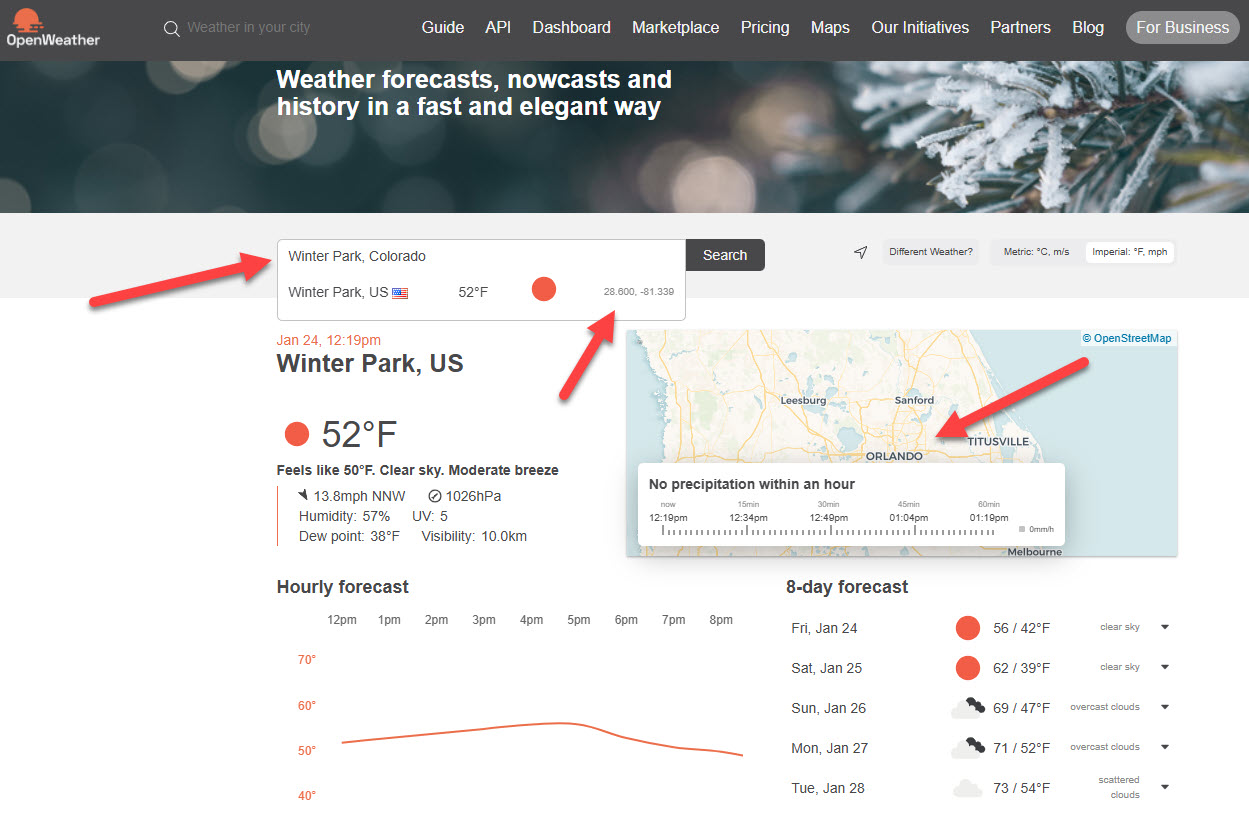 OpenWeather
Weather in your city
Guide API Dashboard Marketplace Pricing Maps Our Initiatives Partners Blog For Business
Weather forecasts, nowcasts and
history in a fast and elegant way
Winter Park, Colorado
Search
Different Weather?
Metric: °C, m/s
Imperial: °F, mph
Winter Park, US 52°F 28.600, -81.339
Jan 24, 12:19pm
Winter Park, US
52°F
Feels like 50°F. Clear sky. Moderate breeze
13.8mph NNW 1026hPa
Humidity: 57% UV: 5
Dew point: 38°F Visibility: 10.0km
© OpenStreetMap
Leesburg
Sanford
TITUSVILLE
ORLANDO
No precipitation within an hour
now 15min 30min 45min 60min
12:19pm 12:34pm 12:49pm 01:04pm 01:19pm
0mm/h
Melbourne
Hourly forecast
12pm 1pm 2pm 3pm 4pm 5pm 6pm 7pm 8pm
70°
60°
50°
40°
8-day forecast
Fri, Jan 24 56 / 42°F clear sky
Sat, Jan 25 62 / 39°F clear sky
Sun, Jan 26 69 / 47°F overcast clouds
Mon, Jan 27 71 / 52°F overcast clouds
Tue, Jan 28 73 / 54°F scattered
clouds